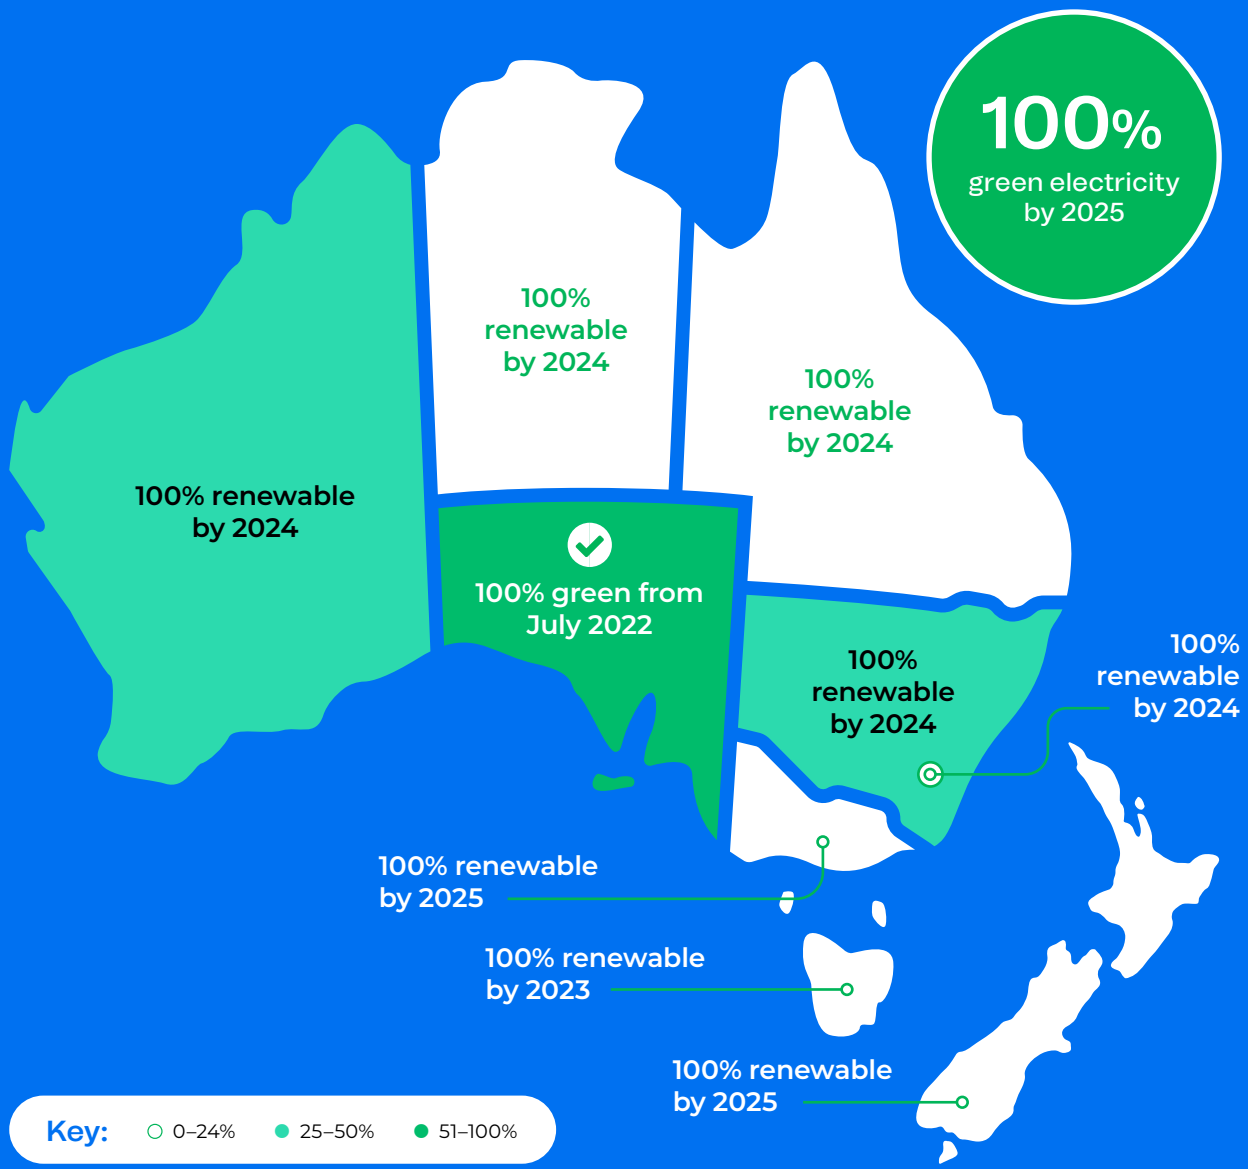 100%
green electricity
by 2025
100%
renewable
by 2024
100%
renewable
by 2024
100% renewable
by 2024
100% green from
July 2022
100%
renewable
by 2024
100%
renewable
by 2024
100% renewable
by 2025
100% renewable
by 2023
100% renewable
by 2025
Key:
0–24%
25–50%
51–100%